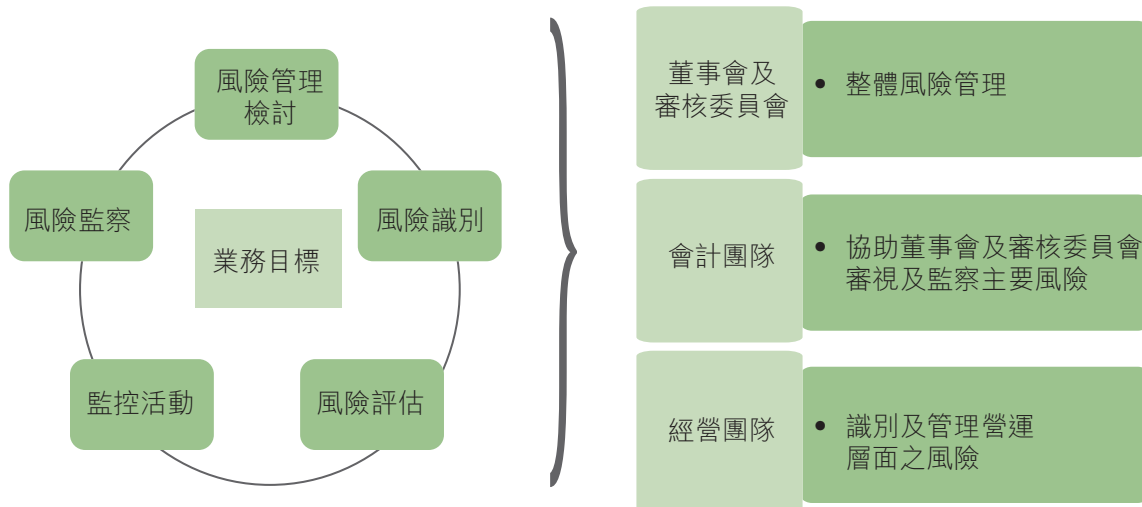 風險管理
檢討
風險監察
風險識別
業務目標
監控活動
風險評估
董事會及
審核委員會
• 整體風險管理
會計團隊
• 協助董事會及審核委員會
審視及監察主要風險
經營團隊
• 識別及管理營運
層面之風險